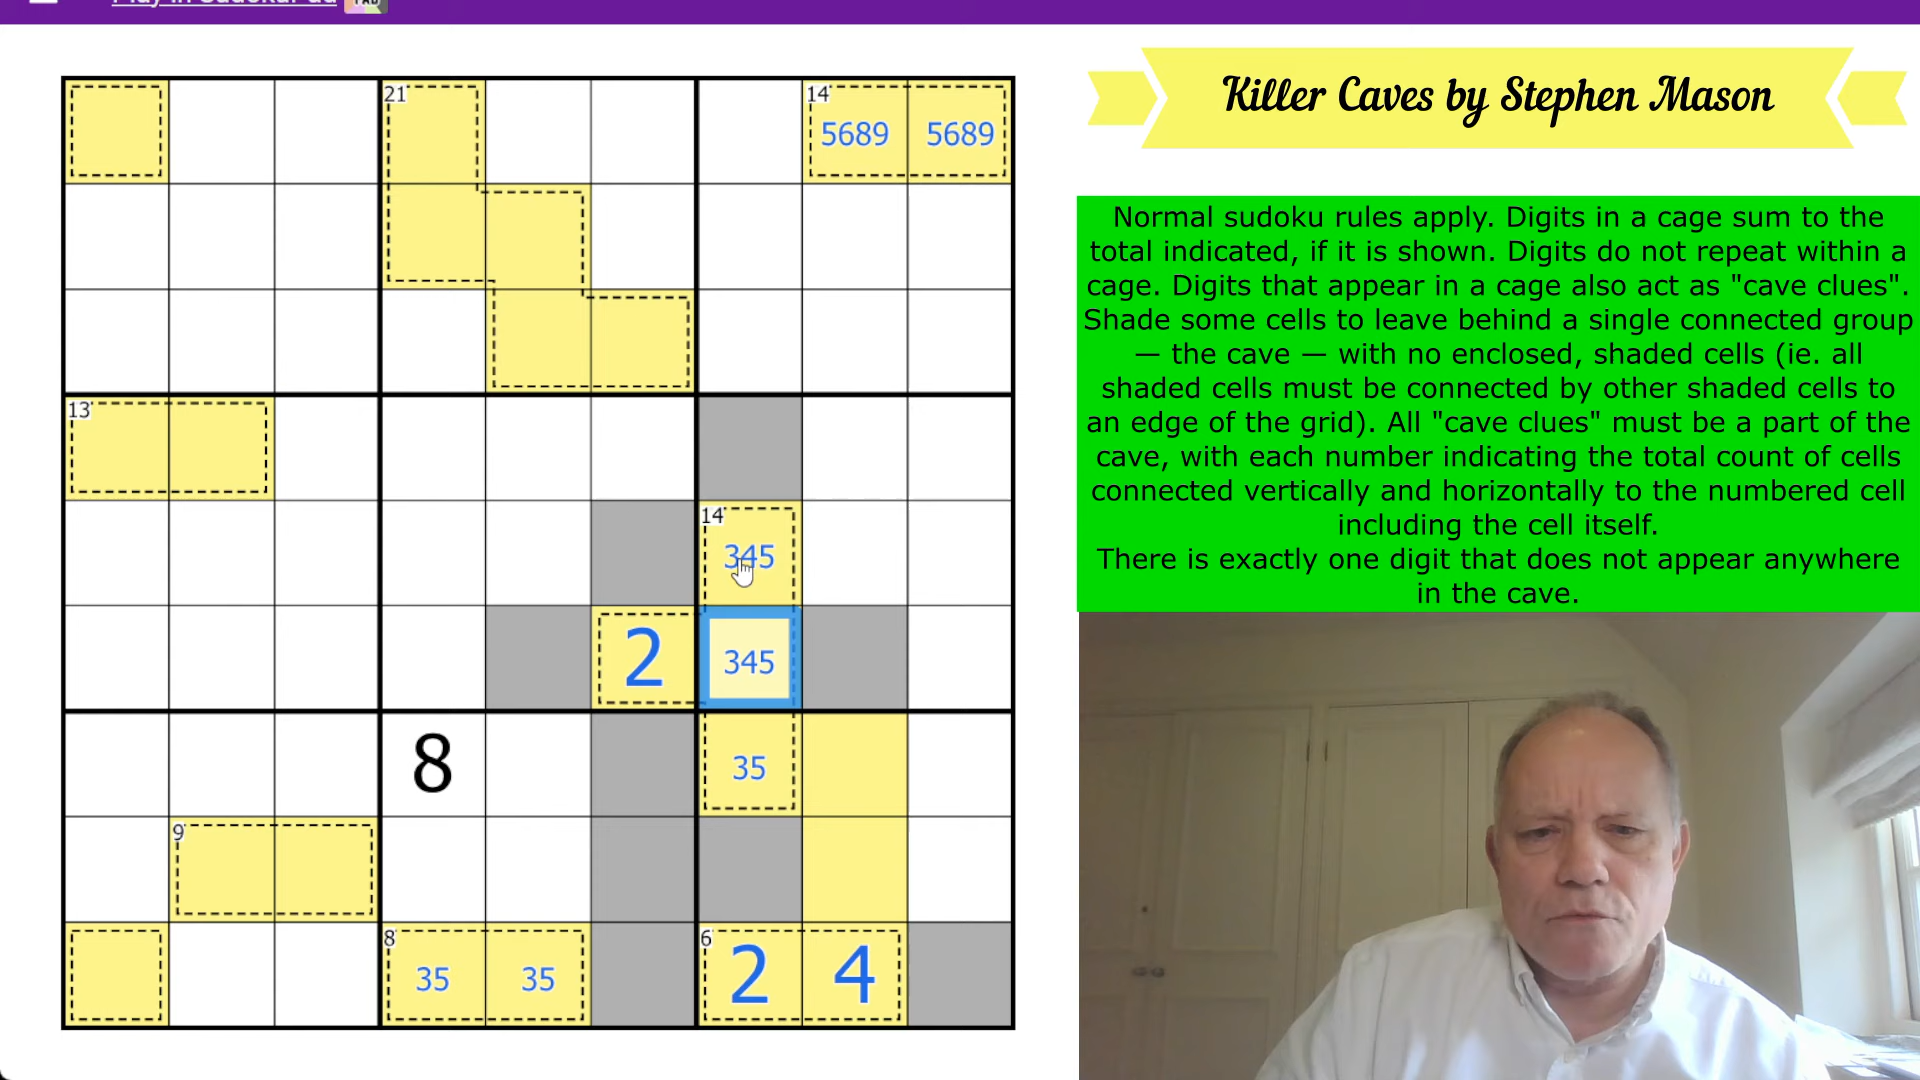 Play in SudokuPad
Killer Caves by Stephen Mason
Normal sudoku rules apply. Digits in a cage sum to the
total indicated, if it is shown. Digits do not repeat within a
cage. Digits that appear in a cage also act as "cave clues".
Shade some cells to leave behind a single connected group
— the cave — with no enclosed, shaded cells (ie. all
shaded cells must be connected by other shaded cells to
an edge of the grid). All "cave clues" must be a part of the
cave, with each number indicating the total count of cells
connected vertically and horizontally to the numbered cell
including the cell itself.
There is exactly one digit that does not appear anywhere
in the cave.
21 14
5689 5689
13
14
345
2 345
8 35
9
8 6
35 35 2 4